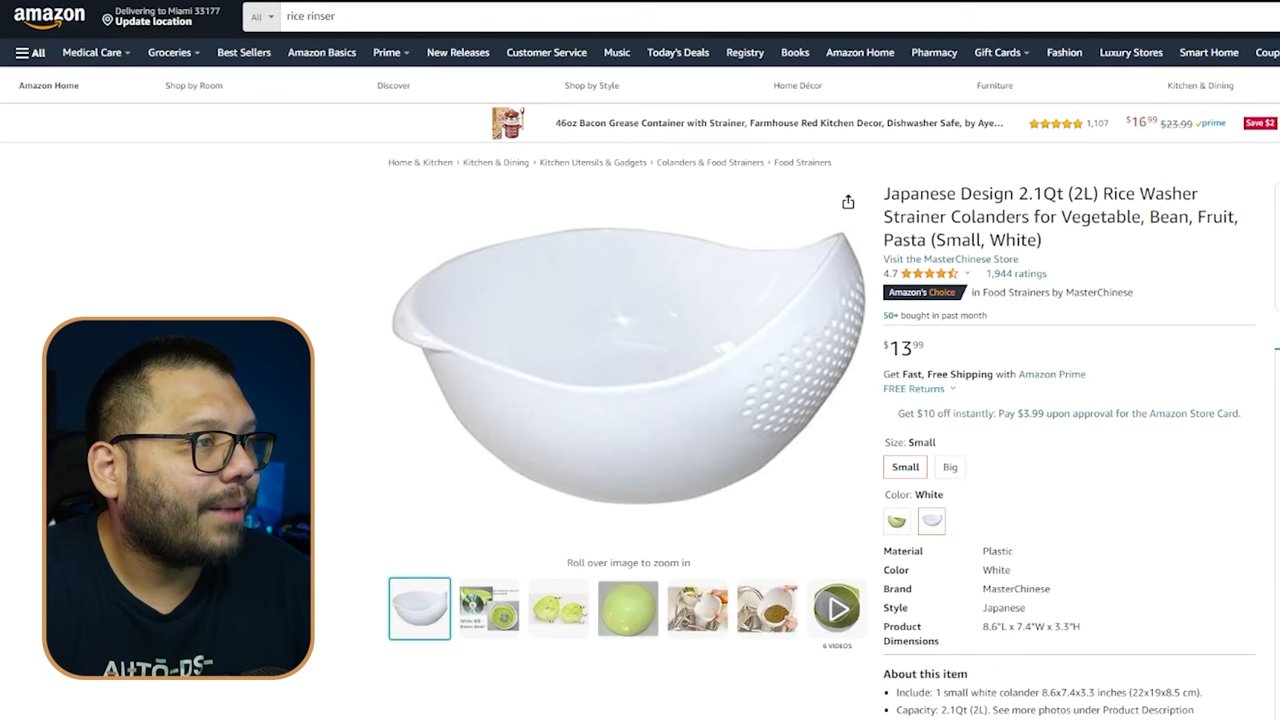 amazon
Delivering to Miami 33177
Update location
All
rice rinser
All
Medical Care
Groceries
Best Sellers
Amazon Basics
Prime
New Releases
Customer Service
Music
Today's Deals
Registry
Books
Amazon Home
Pharmacy
Gift Cards
Fashion
Luxury Stores
Smart Home
Coup
Amazon Home
Shop by Room
Discover
Shop by Style
Home Décor
Furniture
Kitchen & Dining
46oz Bacon Grease Container with Strainer, Farmhouse Red Kitchen Decor, Dishwasher Safe, by Aye...
1,107
$16 99 $23.99 prime
Save $2
Home & Kitchen › Kitchen & Dining › Kitchen Utensils & Gadgets › Colanders & Food Strainers › Food Strainers
Japanese Design 2.1Qt (2L) Rice Washer
Strainer Colanders for Vegetable, Bean, Fruit,
Pasta (Small, White)
Visit the MasterChinese Store
4.7 1,944 ratings
Amazon's Choice in Food Strainers by MasterChinese
50+ bought in past month
$13 99
Get Fast, Free Shipping with Amazon Prime
FREE Returns
Get $10 off instantly: Pay $3.99 upon approval for the Amazon Store Card.
Size: Small
Small
Big
Color: White
Material Plastic
Color White
Brand MasterChinese
Style Japanese
Product 8.6"L x 7.4"W x 3.3"H
Dimensions
About this item
• Include: 1 small white colander 8.6x7.4x3.3 inches (22x19x8.5 cm).
• Capacity: 2.1Qt (2L). See more photos under Product Description
Roll over image to zoom in
6 VIDEOS
AUTO-DS